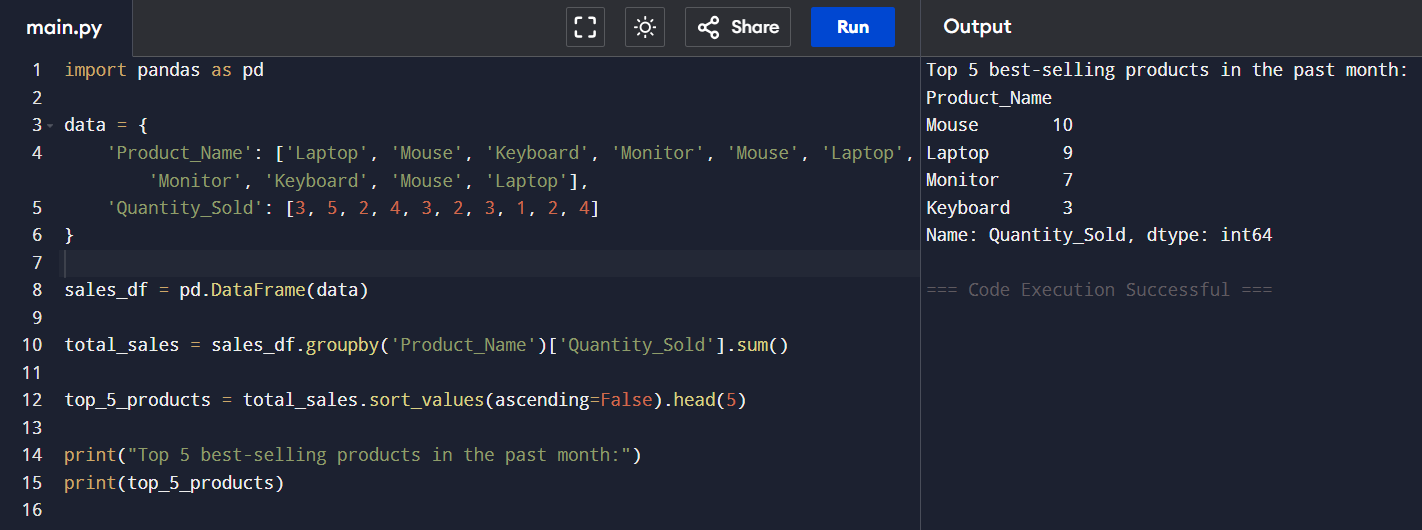 main.py
Share
Run
Output
1 import pandas as pd
2
3 data = {
4     'Product_Name': ['Laptop', 'Mouse', 'Keyboard', 'Monitor', 'Mouse', 'Laptop',
        'Monitor', 'Keyboard', 'Mouse', 'Laptop'],
5     'Quantity_Sold': [3, 5, 2, 4, 3, 2, 3, 1, 2, 4]
6 }
7
8 sales_df = pd.DataFrame(data)
9
10 total_sales = sales_df.groupby('Product_Name')['Quantity_Sold'].sum()
11
12 top_5_products = total_sales.sort_values(ascending=False).head(5)
13
14 print("Top 5 best-selling products in the past month:")
15 print(top_5_products)
16
Top 5 best-selling products in the past month:
Product_Name
Mouse       10
Laptop       9
Monitor      7
Keyboard     3
Name: Quantity_Sold, dtype: int64
=== Code Execution Successful ===